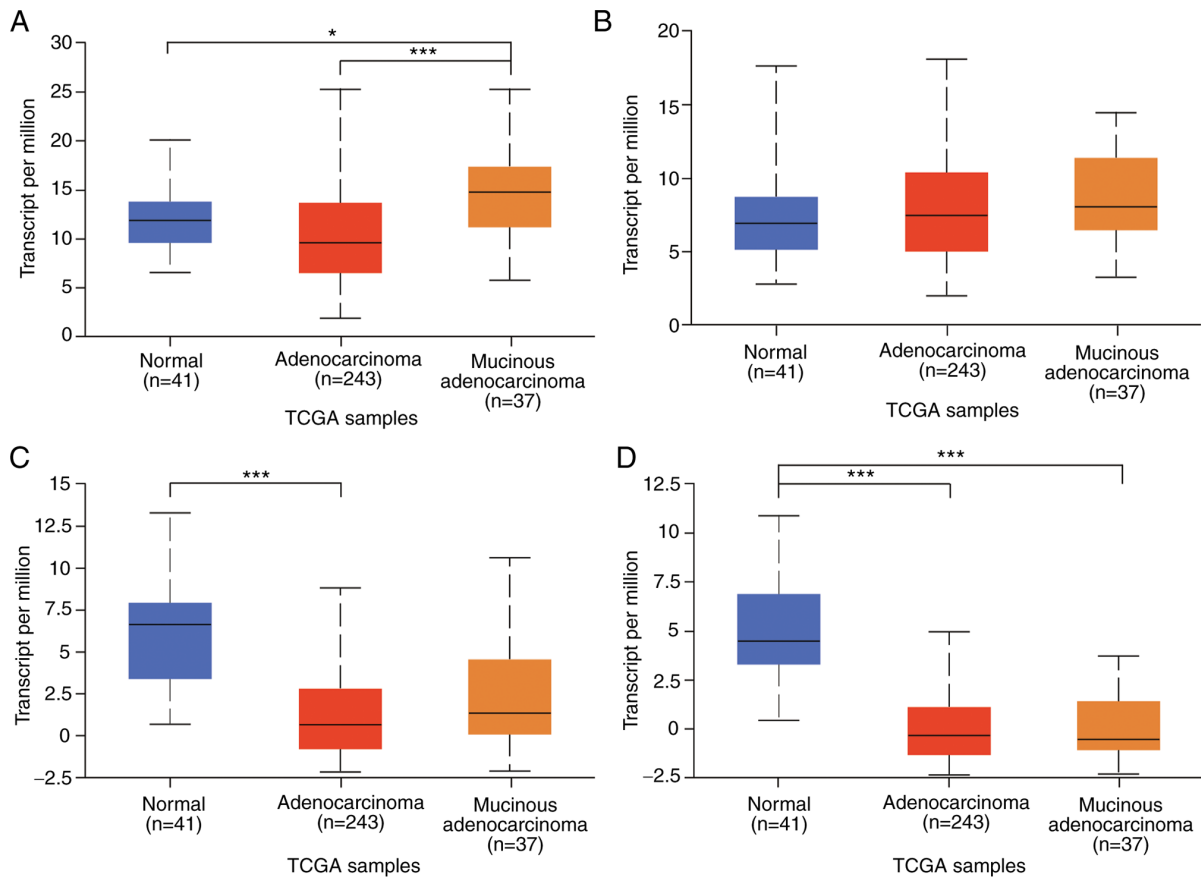 A
30
25
20
15
10
5
0
Transcript per million
*
***
Normal
(n=41)
Adenocarcinoma
(n=243)
Mucinous
adenocarcinoma
(n=37)
TCGA samples
B
20
15
10
5
0
Transcript per million
Normal
(n=41)
Adenocarcinoma
(n=243)
Mucinous
adenocarcinoma
(n=37)
TCGA samples
C
15
12.5
10
7.5
5
2.5
0
−2.5
Transcript per million
***
Normal
(n=41)
Adenocarcinoma
(n=243)
Mucinous
adenocarcinoma
(n=37)
TCGA samples
D
12.5
10
7.5
5
2.5
0
−2.5
Transcript per million
***
***
Normal
(n=41)
Adenocarcinoma
(n=243)
Mucinous
adenocarcinoma
(n=37)
TCGA samples